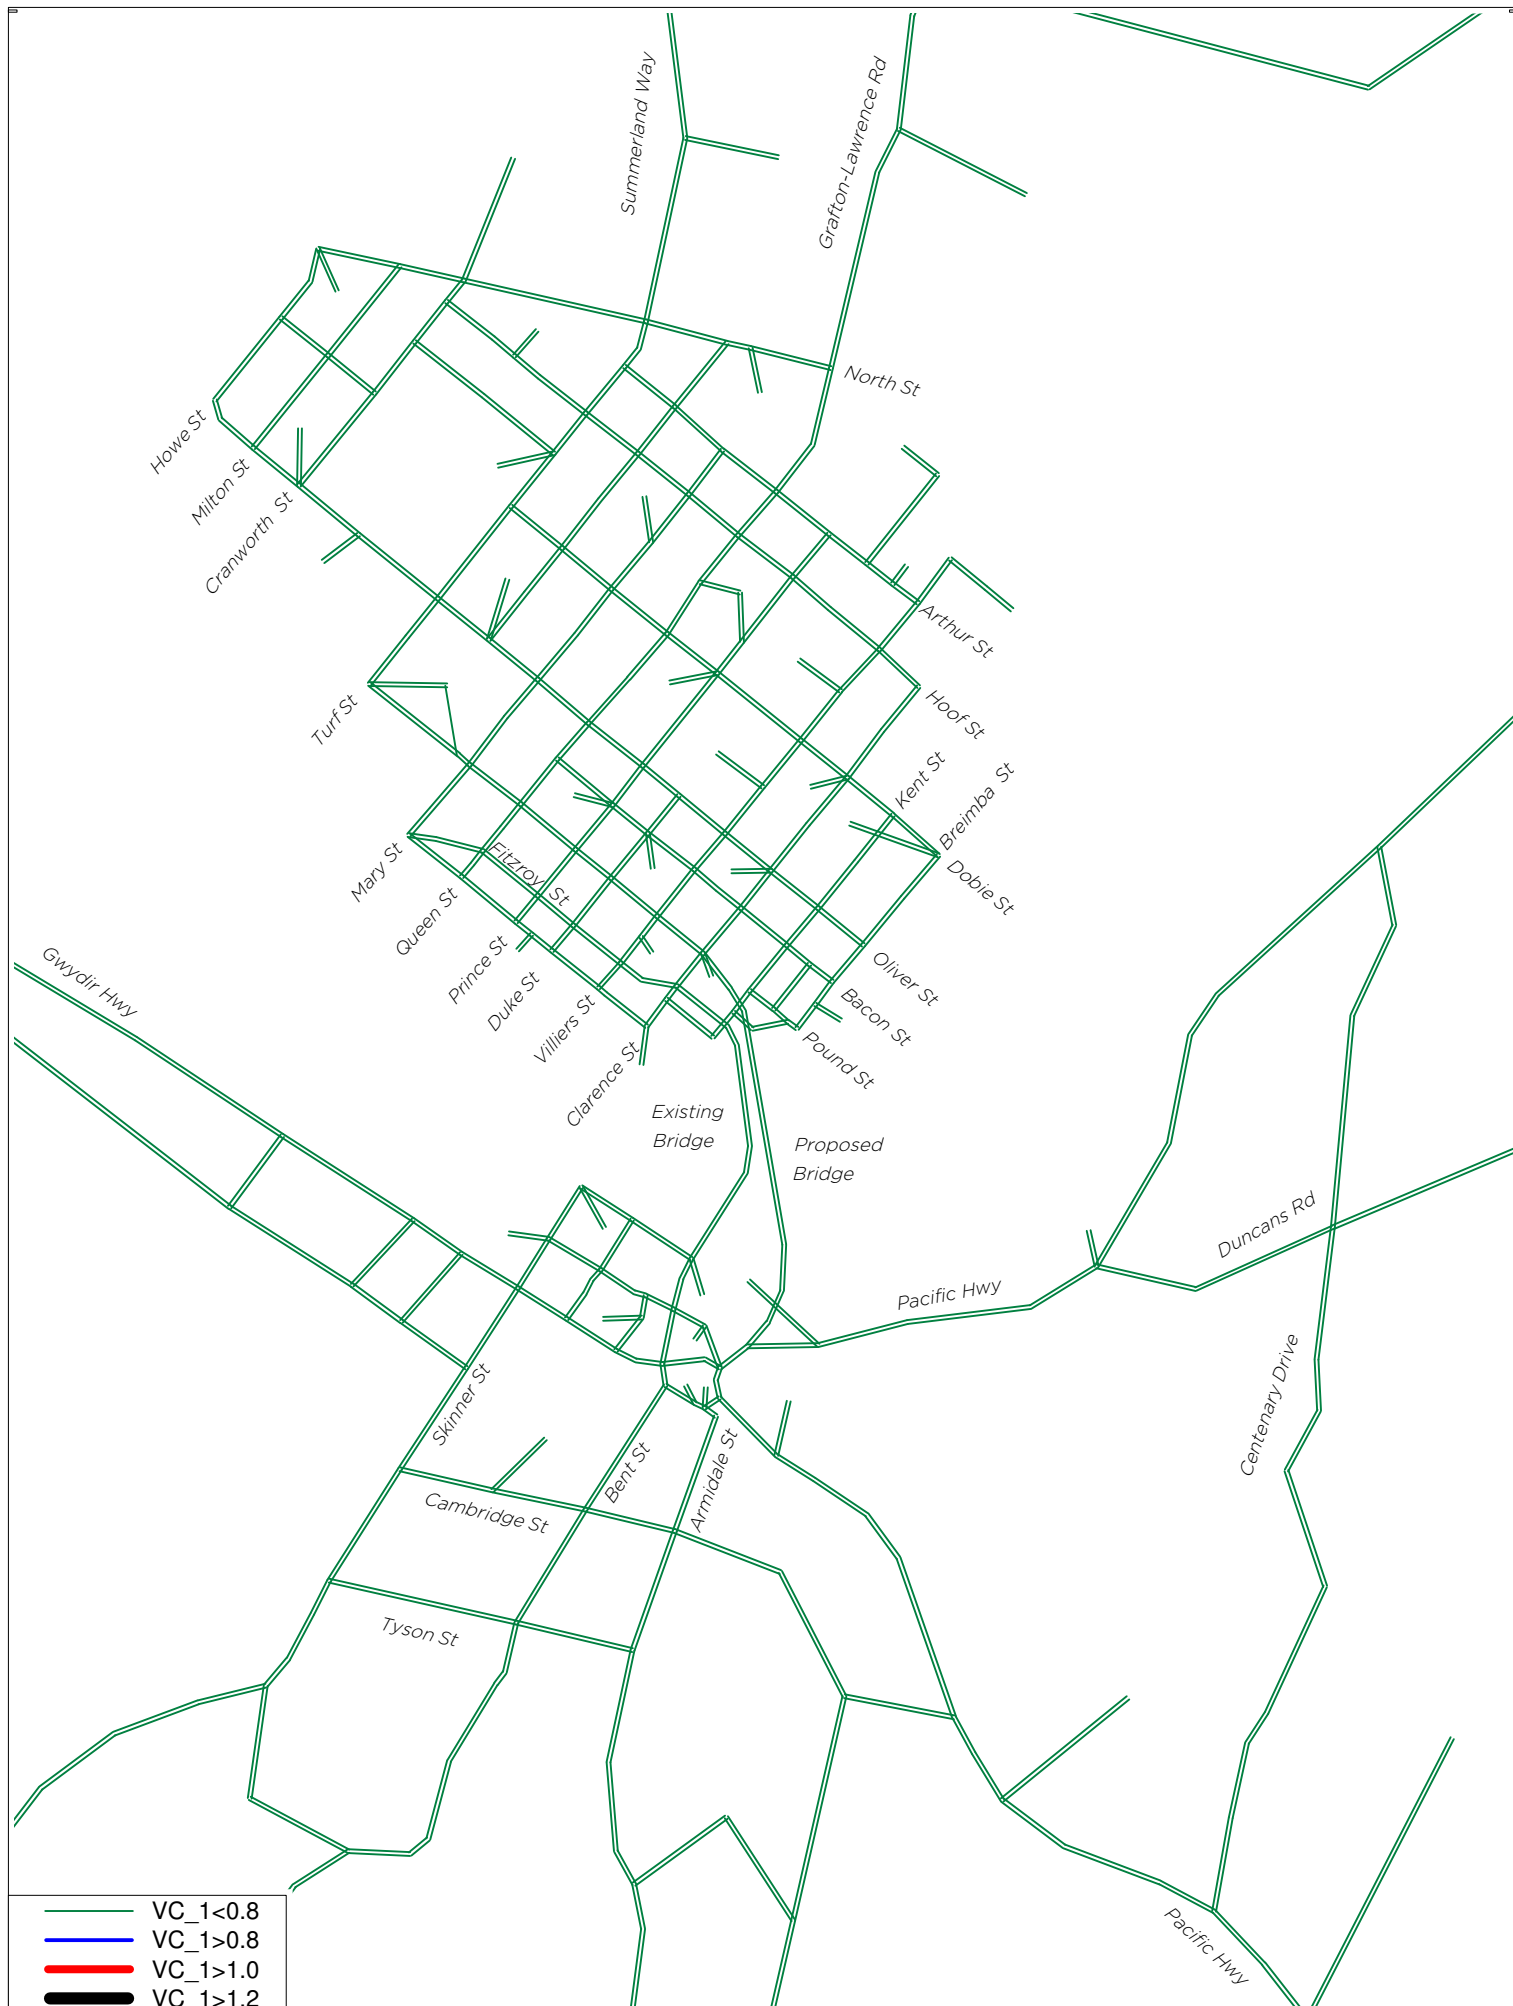 Summerland Way
Grafton-Lawrence Rd
North St
Howe St
Milton St
Cranworth St
Arthur St
Turf St
Hoof St
Kent St
Breimba St
Dobie St
Mary St
Fitzroy St
Queen St
Prince St
Duke St
Villiers St
Clarence St
Oliver St
Bacon St
Pound St
Gwydir Hwy
Existing
Bridge
Proposed
Bridge
Duncans Rd
Pacific Hwy
Centenary Drive
Skinner St
Bent St
Armidale St
Cambridge St
Tyson St
Pacific Hwy
VC_1<0.8
VC_1>0.8
VC_1>1.0
VC_1>1.2